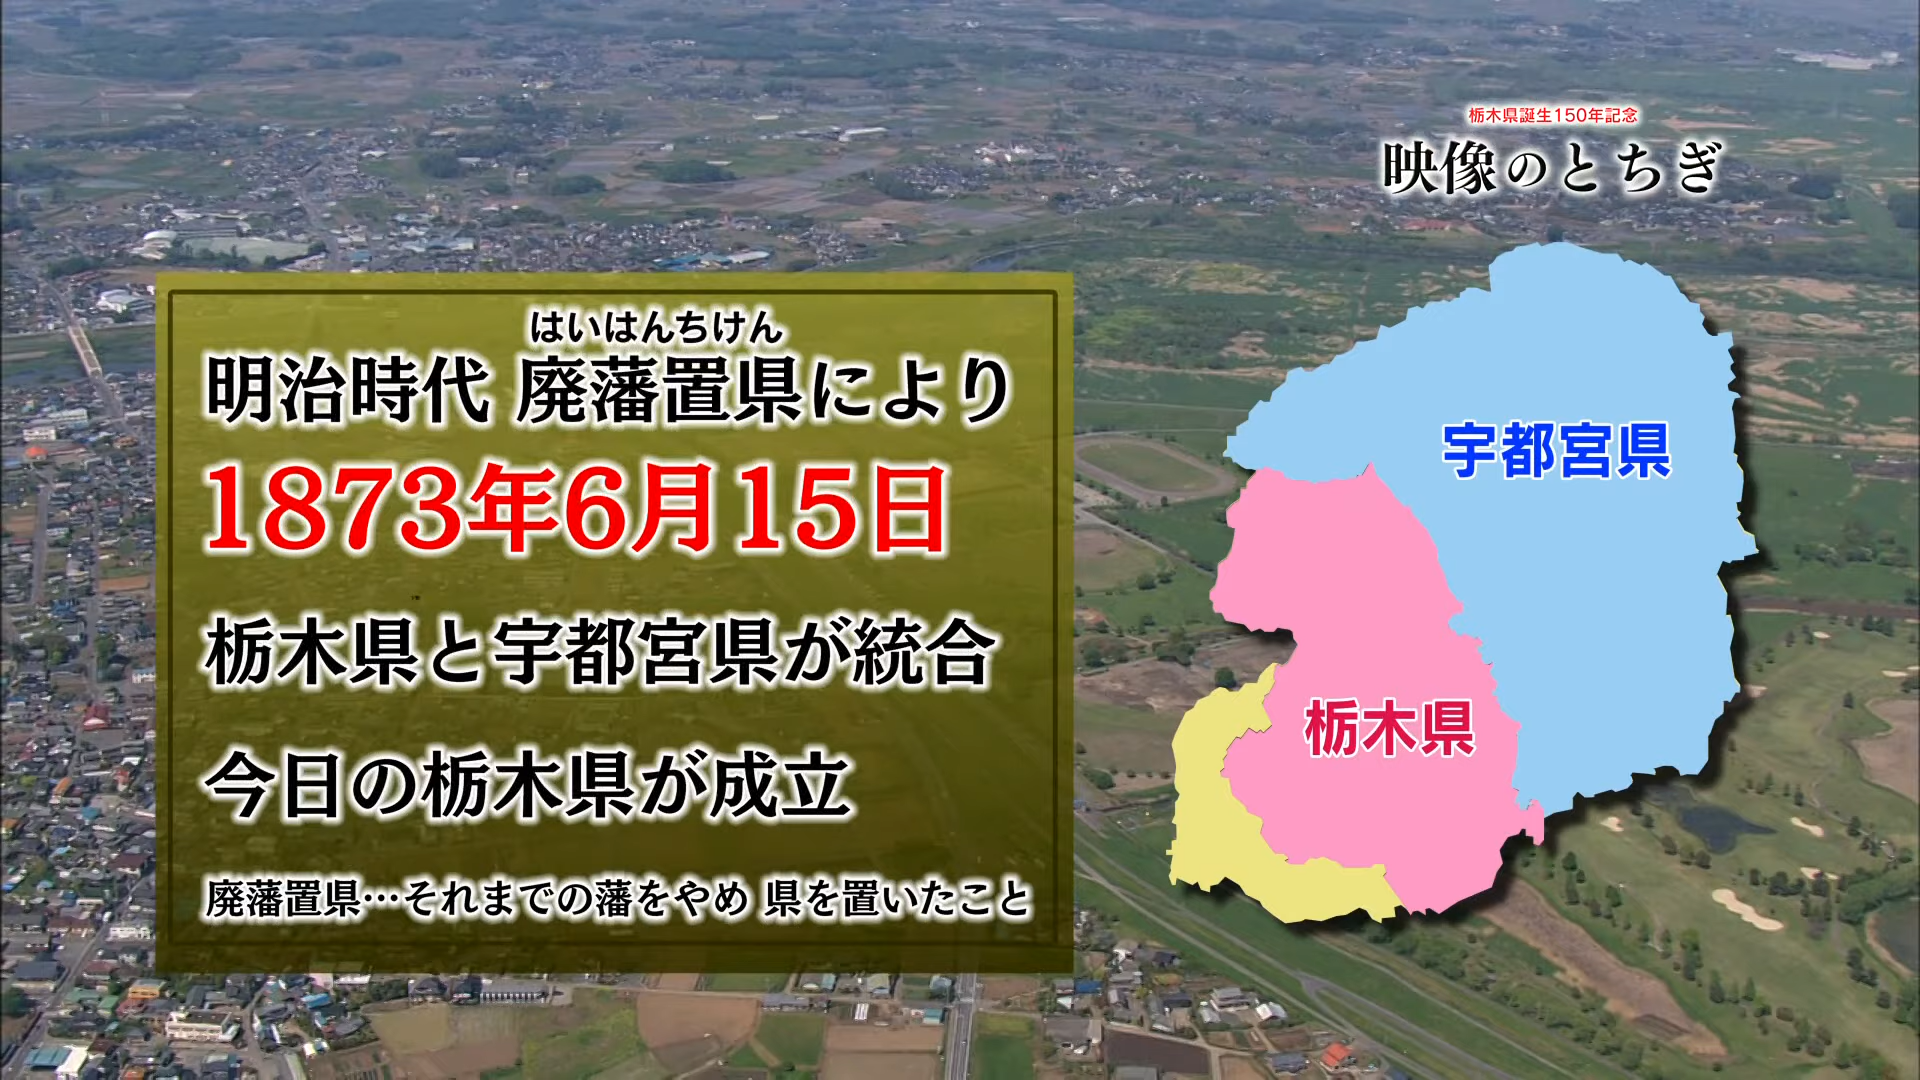 栃木県誕生150年記念
映像のとちぎ
はいはんちけん
明治時代 廃藩置県により
1873年6月15日
栃木県と宇都宮県が統合
今日の栃木県が成立
廃藩置県…それまでの藩をやめ 県を置いたこと
宇都宮県
栃木県